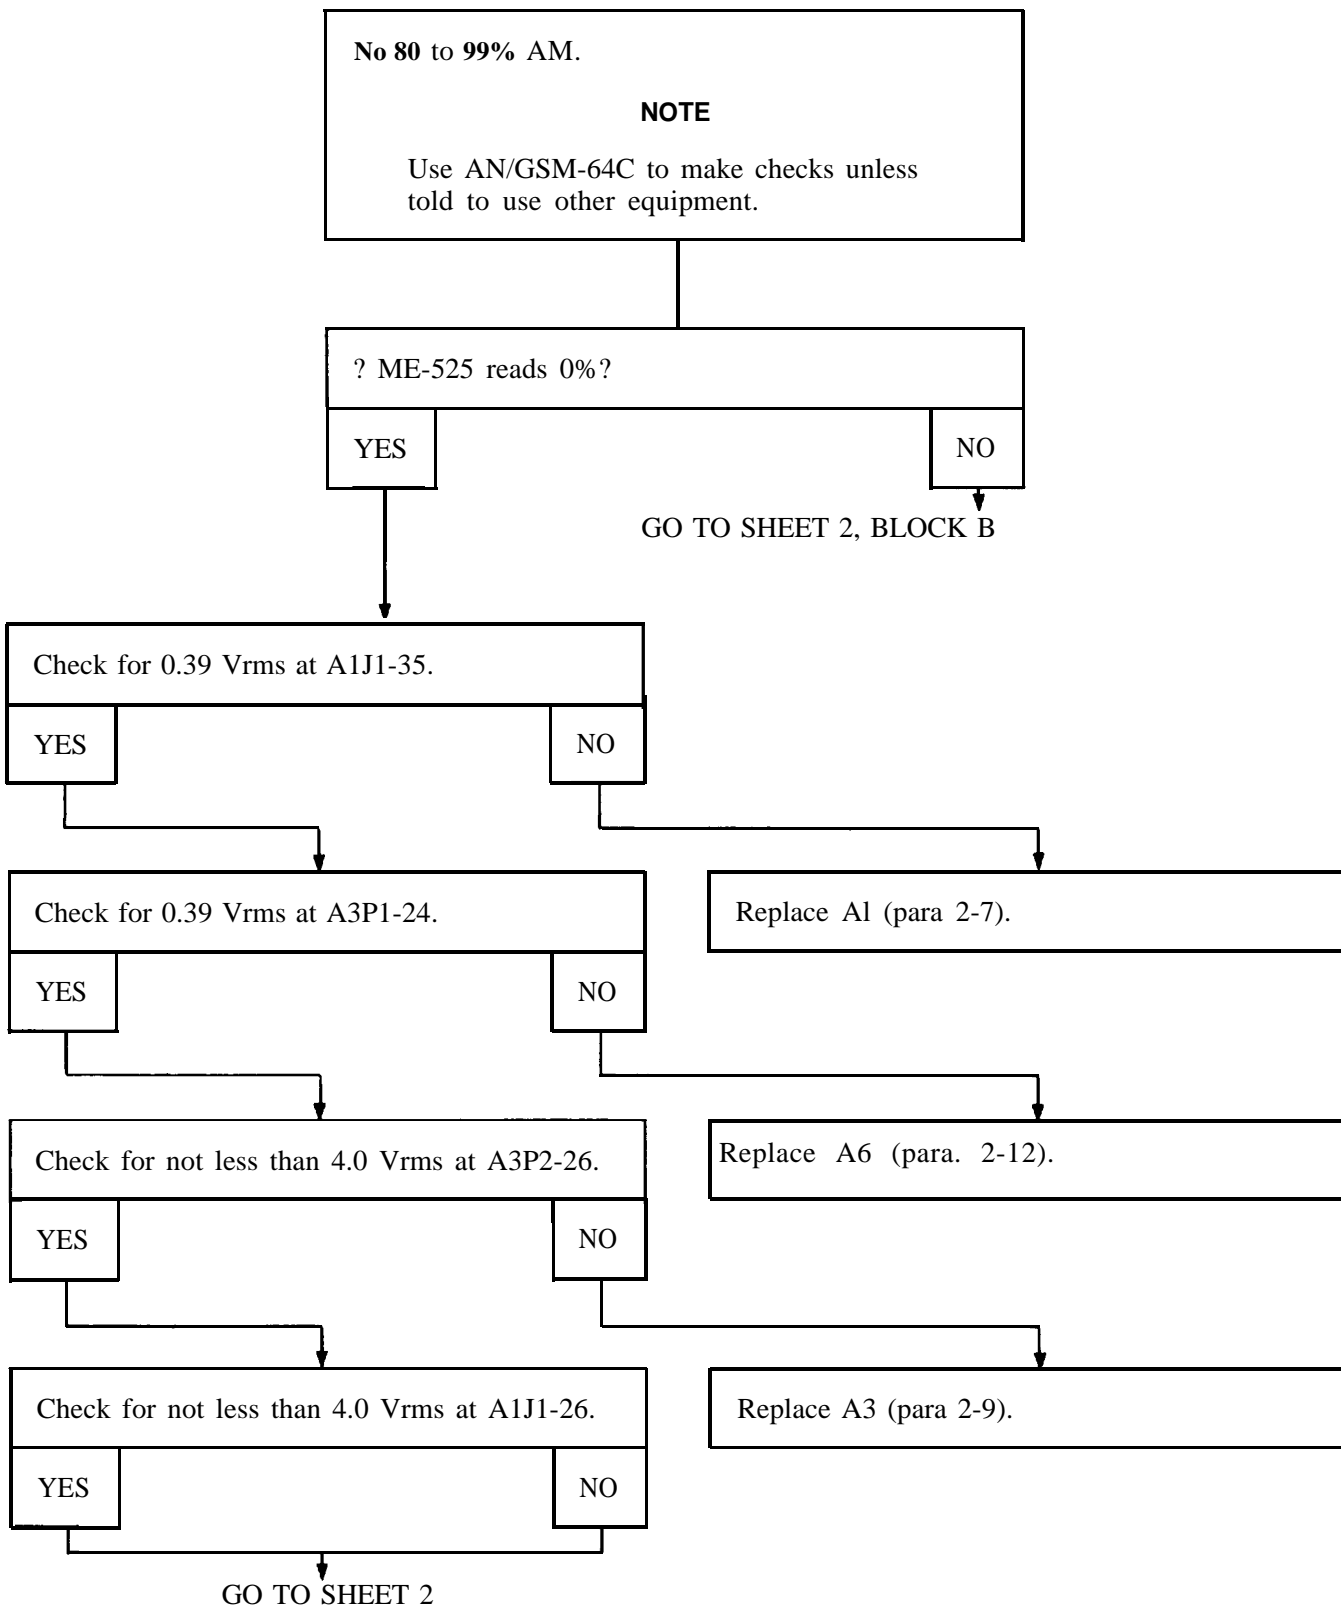 No 80 to 99% AM.
NOTE
Use AN/GSM-64C to make checks unless
told to use other equipment.
? ME-525 reads 0%?
YES
NO
GO TO SHEET 2, BLOCK B
Check for 0.39 Vrms at A1J1-35.
YES
NO
Check for 0.39 Vrms at A3P1-24.
Replace Al (para 2-7).
YES
NO
Check for not less than 4.0 Vrms at A3P2-26.
Replace A6 (para. 2-12).
YES
NO
Check for not less than 4.0 Vrms at A1J1-26.
Replace A3 (para 2-9).
YES
NO
GO TO SHEET 2